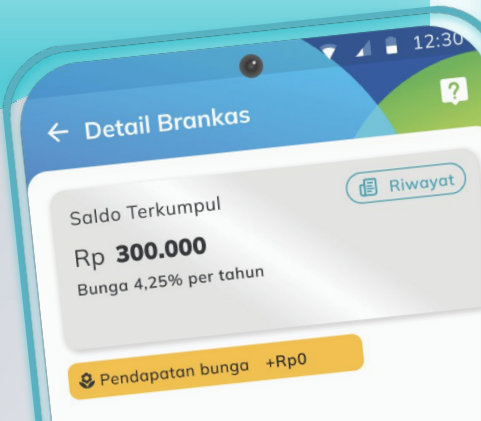 12:30
Detail Brankas
?
Saldo Terkumpul
Riwayat
Rp 300.000
Bunga 4,25% per tahun
Pendapatan bunga +Rp0